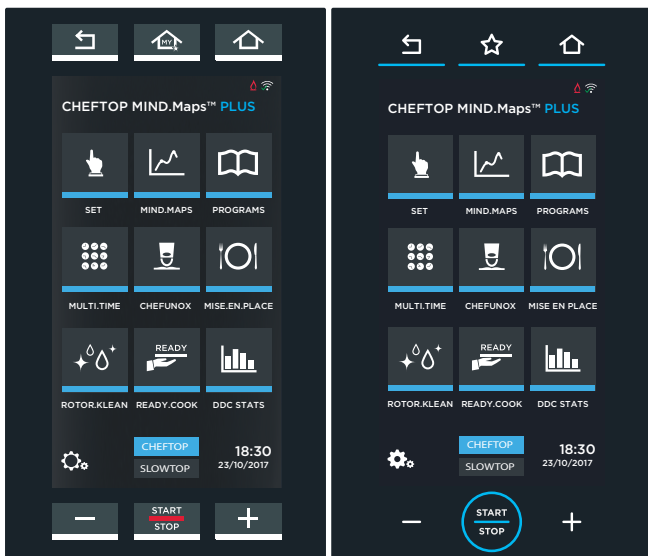 MY
CHEFTOP MIND.Maps™ PLUS
SET
MIND.MAPS
PROGRAMS
MULTI.TIME
CHEFUNOX
MISE.EN.PLACE
READY
ROTOR.KLEAN
READY.COOK
DDC STATS
CHEFTOP
SLOWTOP
18:30
23/10/2017
START
STOP
CHEFTOP MIND.Maps™ PLUS
SET
MIND.MAPS
PROGRAMS
MULTI.TIME
CHEFUNOX
MISE EN PLACE
READY
ROTOR.KLEAN
READY.COOK
DDC STATS
CHEFTOP
SLOWTOP
18:30
23/10/2017
START
STOP